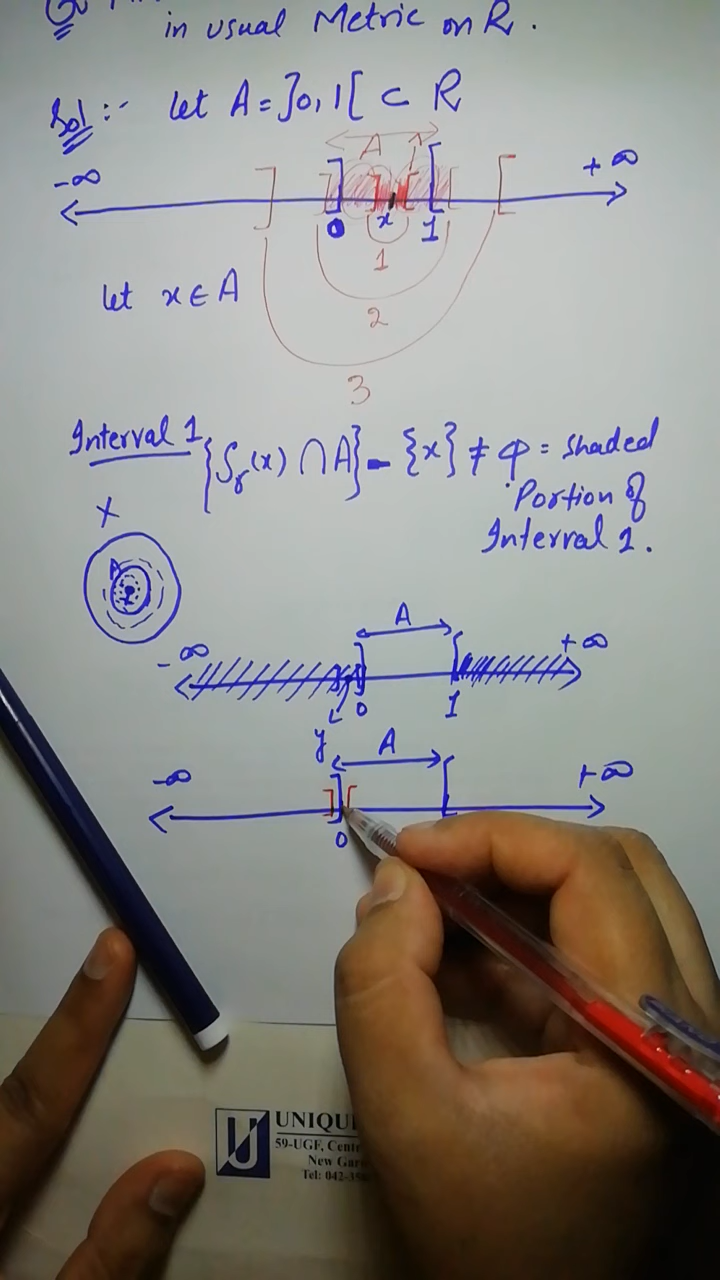 in usual Metric on R.
Sol :- let A = ]0, 1[ ⊂ R
A
-∞ +∞
0 x 1
1
let x ∈ A
2
3
Interval 1 {Sᵣ(x) ∩ A} - {x} ≠ φ = shaded
Portion of
Interval 1.
X
A
A
-∞ +∞
0 1
y
A
-∞ +∞
0
UNIQU
59-UGF, Cent
New Gar
Tel: 042-35